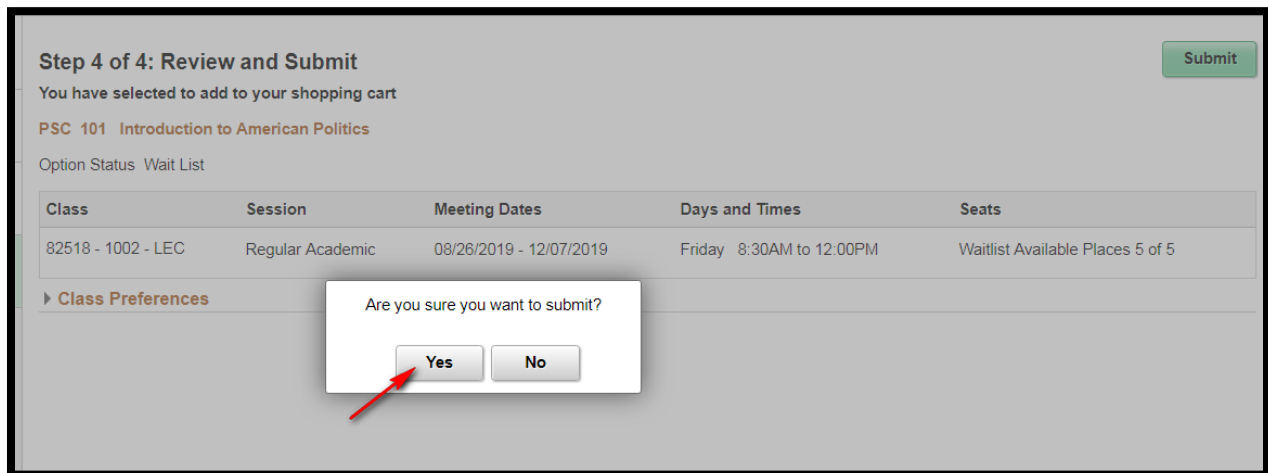 Step 4 of 4: Review and Submit
Submit
You have selected to add to your shopping cart
PSC 101 Introduction to American Politics
Option Status Wait List
Class Session Meeting Dates Days and Times Seats
82518 - 1002 - LEC Regular Academic 08/26/2019 - 12/07/2019 Friday 8:30AM to 12:00PM Waitlist Available Places 5 of 5
Class Preferences
Are you sure you want to submit?
Yes No